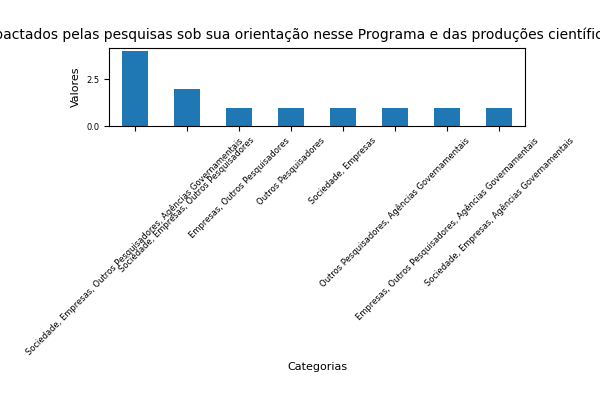 pactados pelas pesquisas sob sua orientação nesse Programa e das produções científic
Valores
2.5
0.0
Sociedade, Empresas, Outros Pesquisadores, Agências Governamentais
Sociedade, Empresas, Outros Pesquisadores
Empresas, Outros Pesquisadores
Outros Pesquisadores
Sociedade, Empresas
Outros Pesquisadores, Agências Governamentais
Empresas, Outros Pesquisadores, Agências Governamentais
Sociedade, Empresas, Agências Governamentais
Categorias